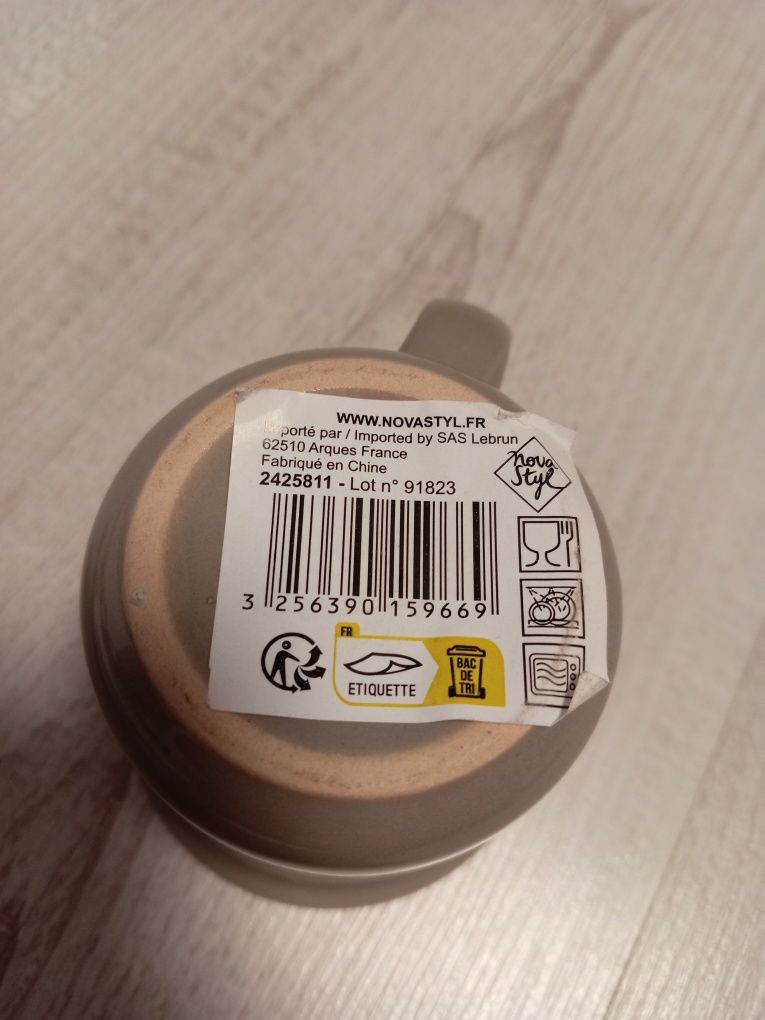 WWW.NOVASTYL.FR
porté par / Imported by SAS Lebrun
62510 Arques France
Fabriqué en Chine
2425811 - Lot n° 91823
Nova
Styl
3 256390 159669
FR
ETIQUETTE
BAC
DE
TRI